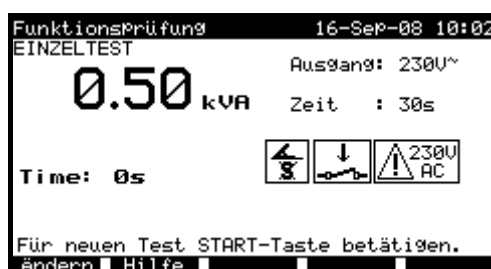 Funktionsprüfung 16-Sep-08 10:02
EINZELTEST
Ausgang: 230V~
0.50 kVA
Zeit : 30s
230V
AC
Time: 0s
Für neuen Test START-Taste betätigen.
ändern Hilfe